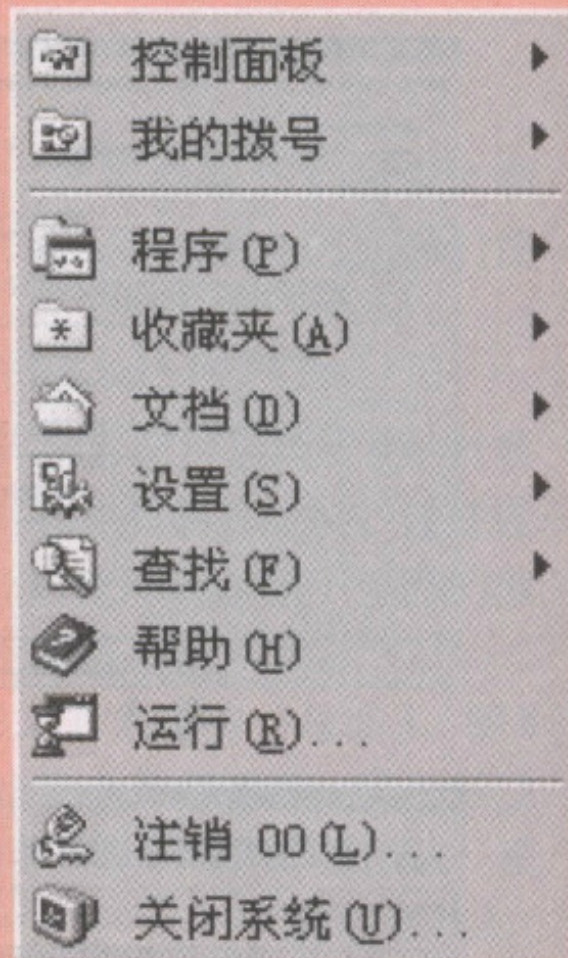 控制面板
我的拨号
程序(P)
收藏夹(A)
文档(D)
设置(S)
查找(F)
帮助(H)
运行(R)...
注销 00(L)...
关闭系统(U)...